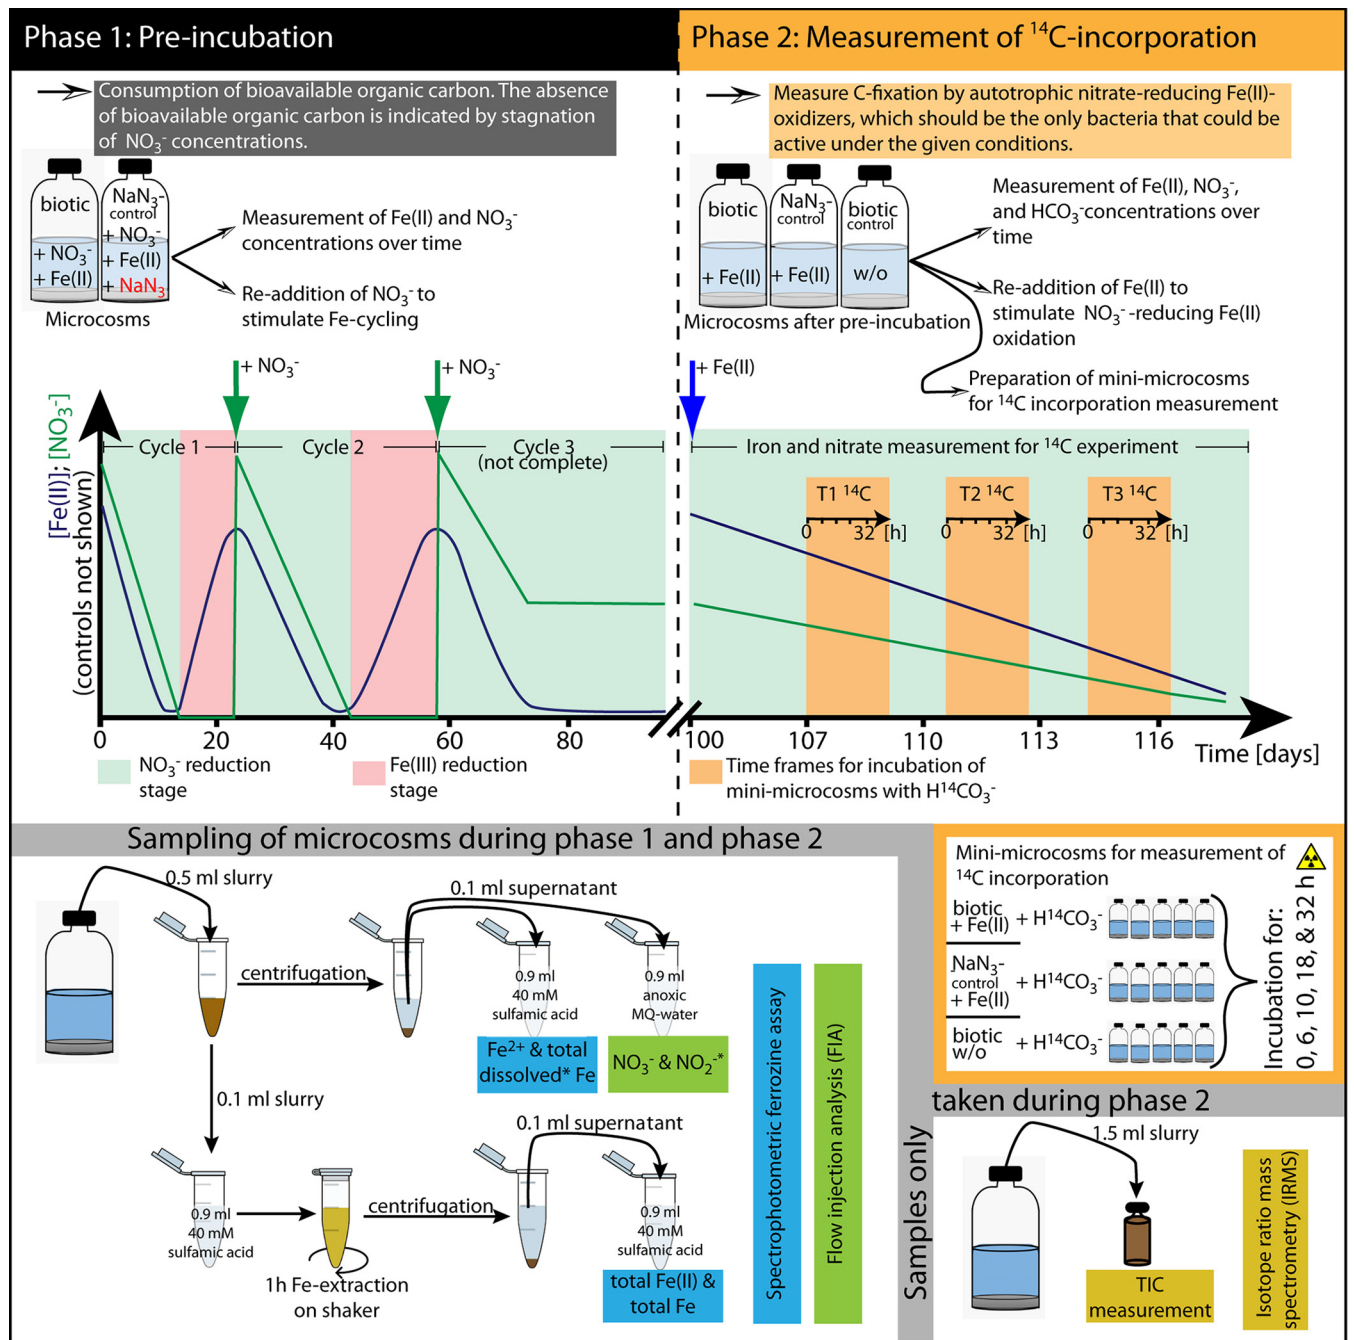 Phase 1: Pre-incubation
Consumption of bioavailable organic carbon. The absence
of bioavailable organic carbon is indicated by stagnation
of NO₃⁻ concentrations.
biotic
+ NO₃⁻
+ Fe(II)
NaN₃-
control
+ NO₃⁻
+ Fe(II)
+ NaN₃
Microcosms
Measurement of Fe(II) and NO₃⁻
concentrations over time
Re-addition of NO₃⁻ to
stimulate Fe-cycling
Phase 2: Measurement of ¹⁴C-incorporation
Measure C-fixation by autotrophic nitrate-reducing Fe(II)-
oxidizers, which should be the only bacteria that could be
active under the given conditions.
biotic
+ Fe(II)
NaN₃-
control
+ Fe(II)
biotic
control
w/o
Microcosms after pre-incubation
Measurement of Fe(II), NO₃⁻,
and HCO₃⁻concentrations over
time
Re-addition of Fe(II) to
stimulate NO₃⁻-reducing Fe(II)
oxidation
Preparation of mini-microcosms
for ¹⁴C incorporation measurement
+ NO₃⁻
+ NO₃⁻
+ Fe(II)
[Fe(II)]; [NO₃⁻]
(controls not shown)
Cycle 1
Cycle 2
Cycle 3
(not complete)
Iron and nitrate measurement for ¹⁴C experiment
T1 ¹⁴C
0 32 [h]
T2 ¹⁴C
0 32 [h]
T3 ¹⁴C
0 32 [h]
0 20 40 60 80 100 107 110 113 116
Time [days]
NO₃⁻ reduction
stage
Fe(III) reduction
stage
Time frames for incubation of
mini-microcosms with H¹⁴CO₃⁻
Sampling of microcosms during phase 1 and phase 2
0.5 ml slurry
centrifugation
0.1 ml supernatant
0.9 ml
40 mM
sulfamic acid
0.9 ml
anoxic
MQ-water
Fe²⁺ & total
dissolved* Fe
NO₃⁻ & NO₂⁻*
0.1 ml slurry
0.9 ml
40 mM
sulfamic acid
1h Fe-extraction
on shaker
centrifugation
0.1 ml supernatant
0.9 ml
40 mM
sulfamic acid
total Fe(II) &
total Fe
Spectrophotometric ferrozine assay
Flow injection analysis (FIA)
Mini-microcosms for measurement of
¹⁴C incorporation
biotic
+ Fe(II)
+ H¹⁴CO₃⁻
NaN₃-
control
+ Fe(II)
+ H¹⁴CO₃⁻
biotic
w/o
+ H¹⁴CO₃⁻
Incubation for:
0, 6, 10, 18, & 32 h
Samples only
taken during phase 2
1.5 ml slurry
TIC
measurement
Isotope ratio mass
spectrometry (IRMS)